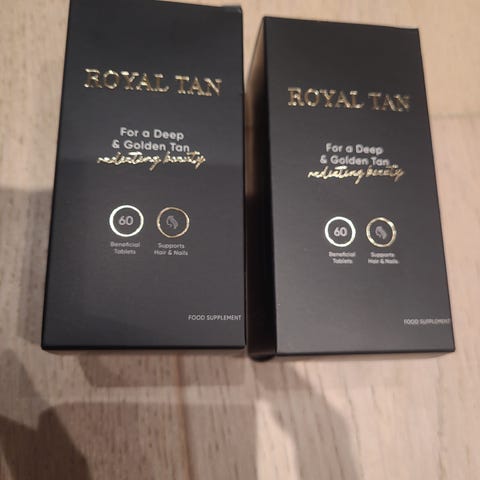 ROYAL TAN
For a Deep
& Golden Tan
radiating beauty
60
Beneficial
Tablets
Supports
Hair & Nails
FOOD SUPPLEMENT
ROYAL TAN
For a Deep
& Golden Tan
radiating beauty
60
Beneficial
Tablets
Supports
Hair & Nails
FOOD SUPPLEMENT